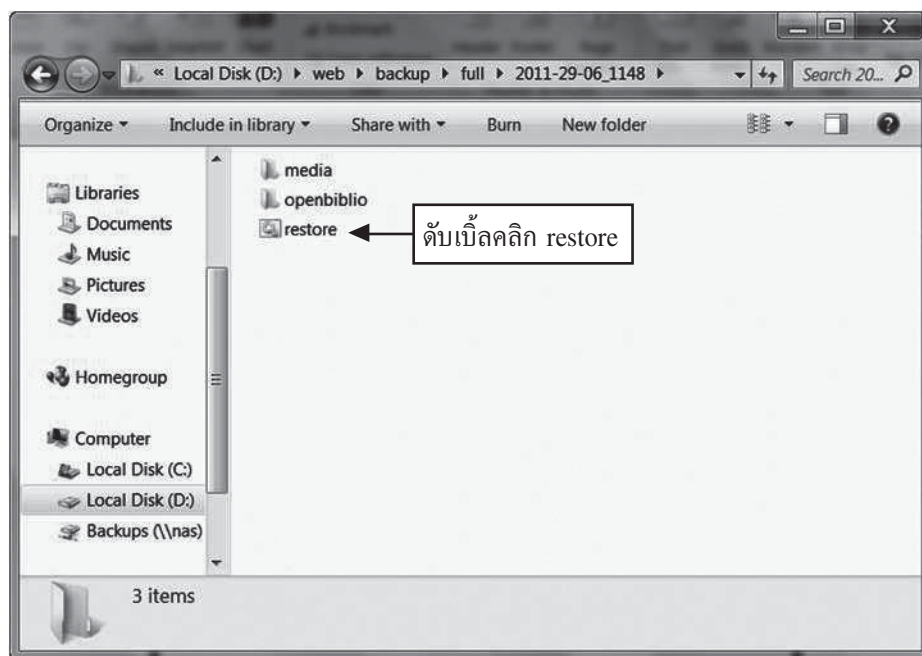 « Local Disk (D:) ▸ web ▸ backup ▸ full ▸ 2011-29-06_1148 ▸
Search 20...
Organize
Include in library
Share with
Burn
New folder
Libraries
Documents
Music
Pictures
Videos
Homegroup
Computer
Local Disk (C:)
Local Disk (D:)
Backups (\\nas)
media
openbiblio
restore
ดับเบิ้ลคลิก restore
3 items